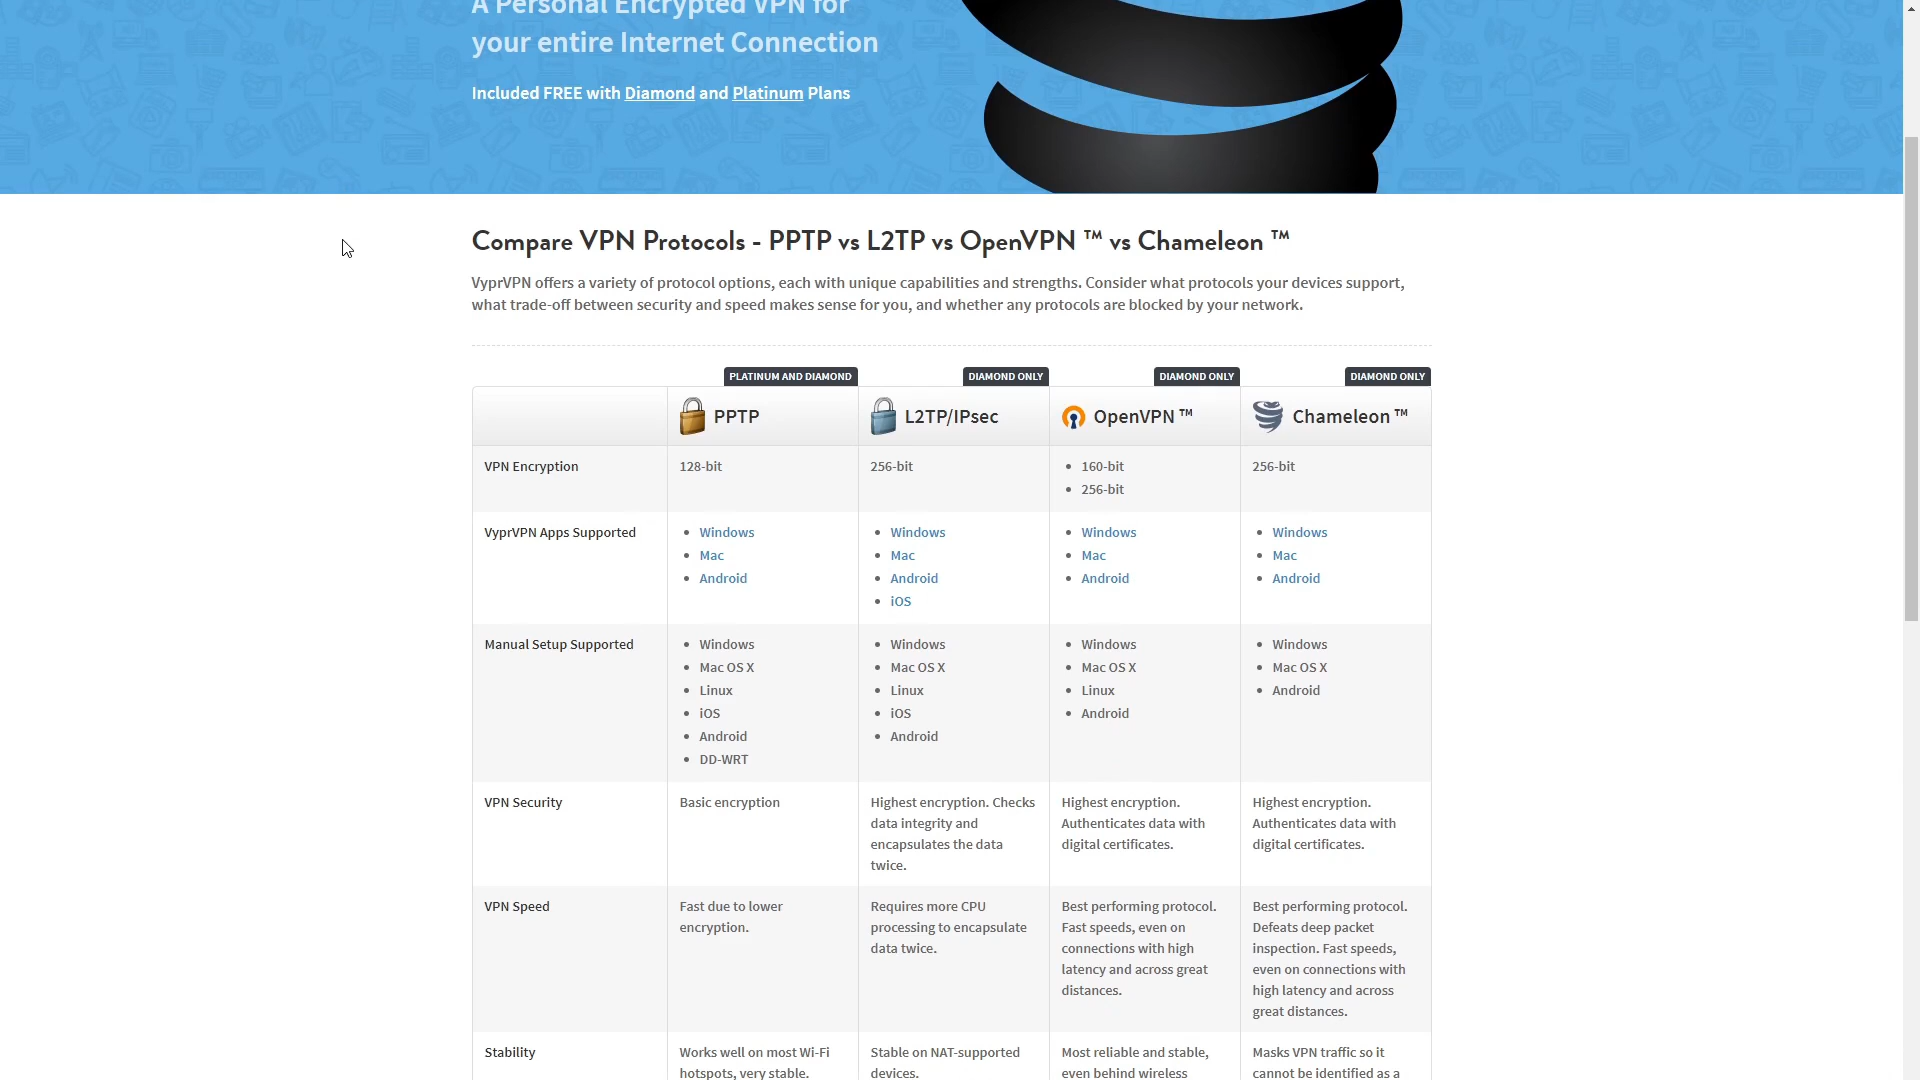 A Personal Encrypted VPN for
your entire Internet Connection
Included FREE with Diamond and Platinum Plans
Compare VPN Protocols - PPTP vs L2TP vs OpenVPN ™ vs Chameleon ™
VyprVPN offers a variety of protocol options, each with unique capabilities and strengths. Consider what protocols your devices support,
what trade-off between security and speed makes sense for you, and whether any protocols are blocked by your network.
PLATINUM AND DIAMOND
DIAMOND ONLY
DIAMOND ONLY
DIAMOND ONLY
PPTP
L2TP/IPsec
OpenVPN ™
Chameleon ™
VPN Encryption
128-bit
256-bit
160-bit
256-bit
256-bit
VyprVPN Apps Supported
Windows
Mac
Android
Windows
Mac
Android
iOS
Windows
Mac
Android
Windows
Mac
Android
Manual Setup Supported
Windows
Mac OS X
Linux
iOS
Android
DD-WRT
Windows
Mac OS X
Linux
iOS
Android
Windows
Mac OS X
Linux
Android
Windows
Mac OS X
Android
VPN Security
Basic encryption
Highest encryption. Checks
data integrity and
encapsulates the data
twice.
Highest encryption.
Authenticates data with
digital certificates.
Highest encryption.
Authenticates data with
digital certificates.
VPN Speed
Fast due to lower
encryption.
Requires more CPU
processing to encapsulate
data twice.
Best performing protocol.
Fast speeds, even on
connections with high
latency and across great
distances.
Best performing protocol.
Defeats deep packet
inspection. Fast speeds,
even on connections with
high latency and across
great distances.
Stability
Works well on most Wi-Fi
hotspots, very stable.
Stable on NAT-supported
devices.
Most reliable and stable,
even behind wireless
Masks VPN traffic so it
cannot be identified as a